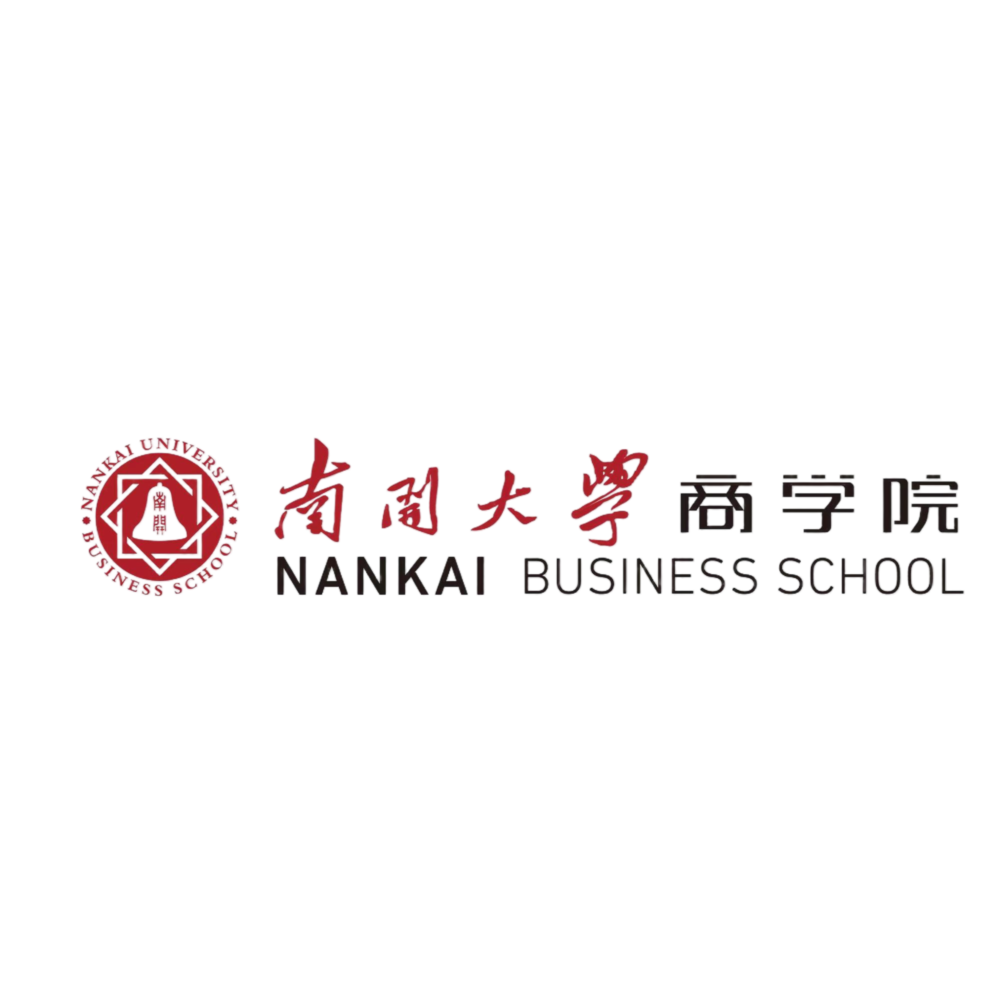 NANKAI UNIVERSITY
BUSINESS SCHOOL
南開
南開大學商学院
NANKAI BUSINESS SCHOOL